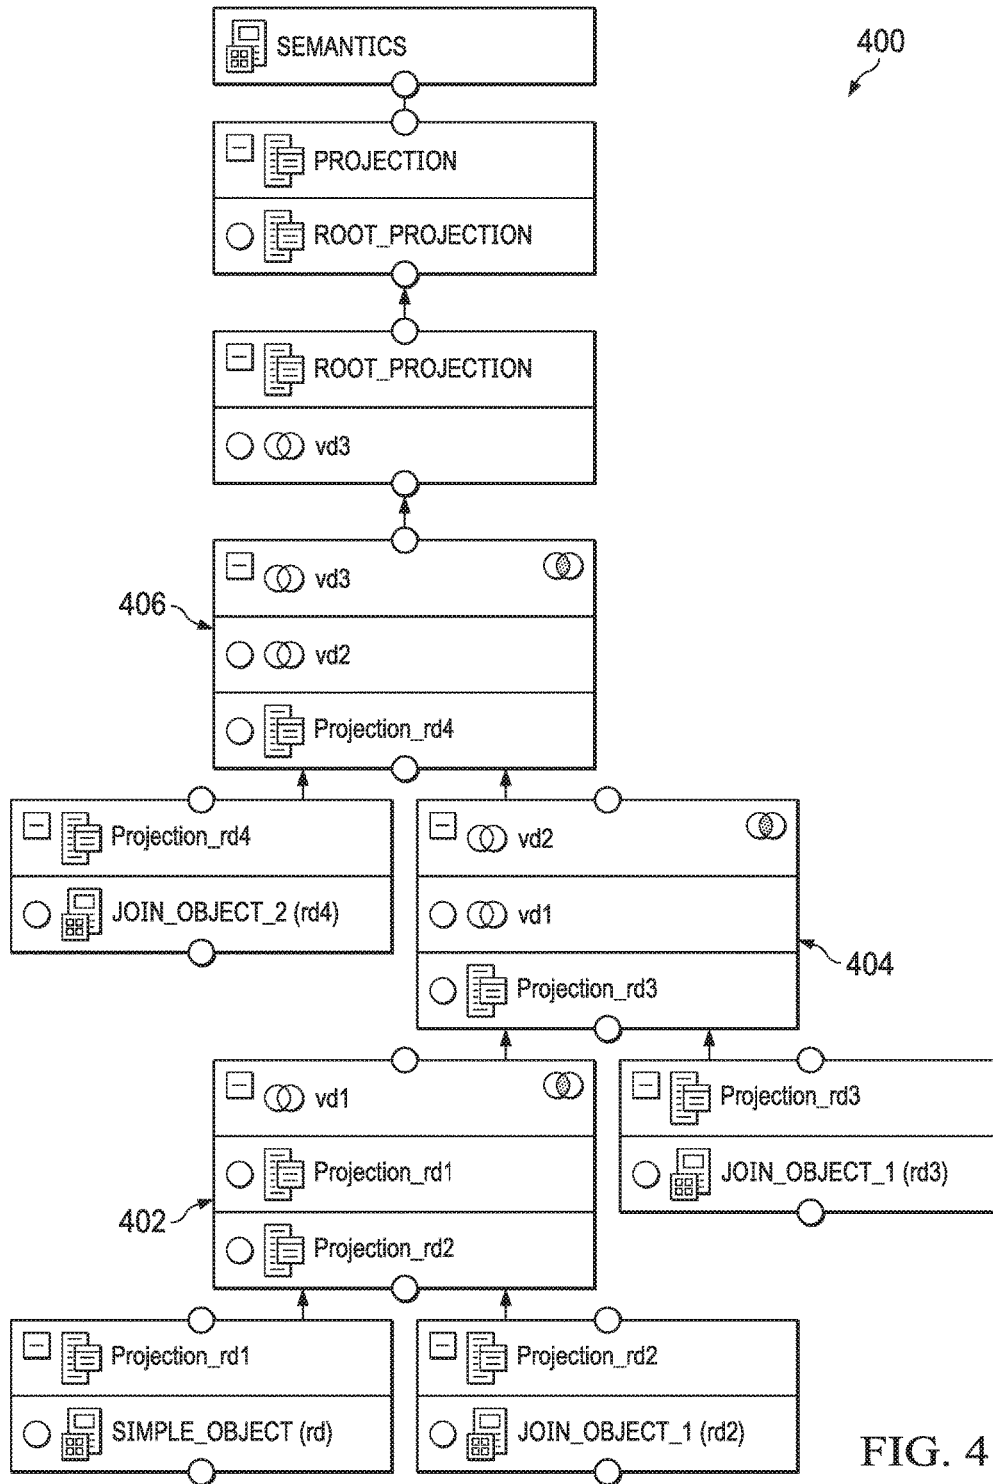 SEMANTICS
400
PROJECTION
ROOT_PROJECTION
ROOT_PROJECTION
vd3
vd3
406
vd2
Projection_rd4
Projection_rd4
vd2
JOIN_OBJECT_2 (rd4)
vd1
404
Projection_rd3
vd1
Projection_rd3
Projection_rd1
JOIN_OBJECT_1 (rd3)
402
Projection_rd2
Projection_rd1
Projection_rd2
SIMPLE_OBJECT (rd)
JOIN_OBJECT_1 (rd2)
FIG. 4